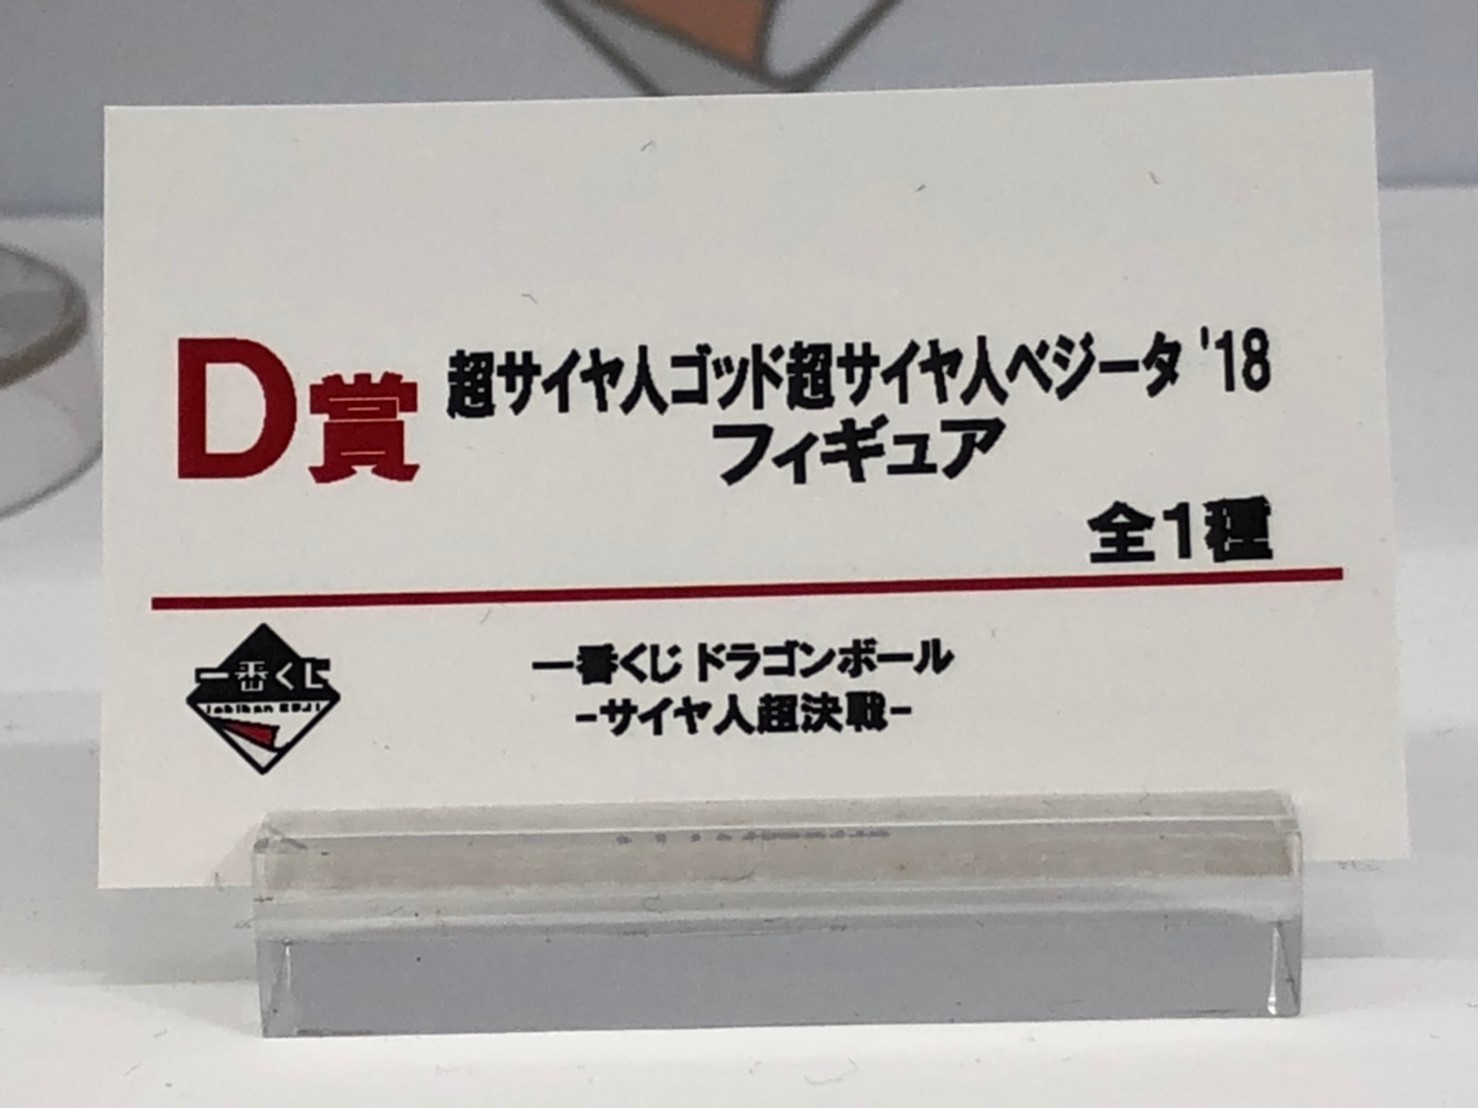 D賞 超サイヤ人ゴッド超サイヤ人ベジータ '18
フィギュア
全1種
一番くじ
Ichiban KUJI
一番くじ ドラゴンボール
-サイヤ人超決戦-